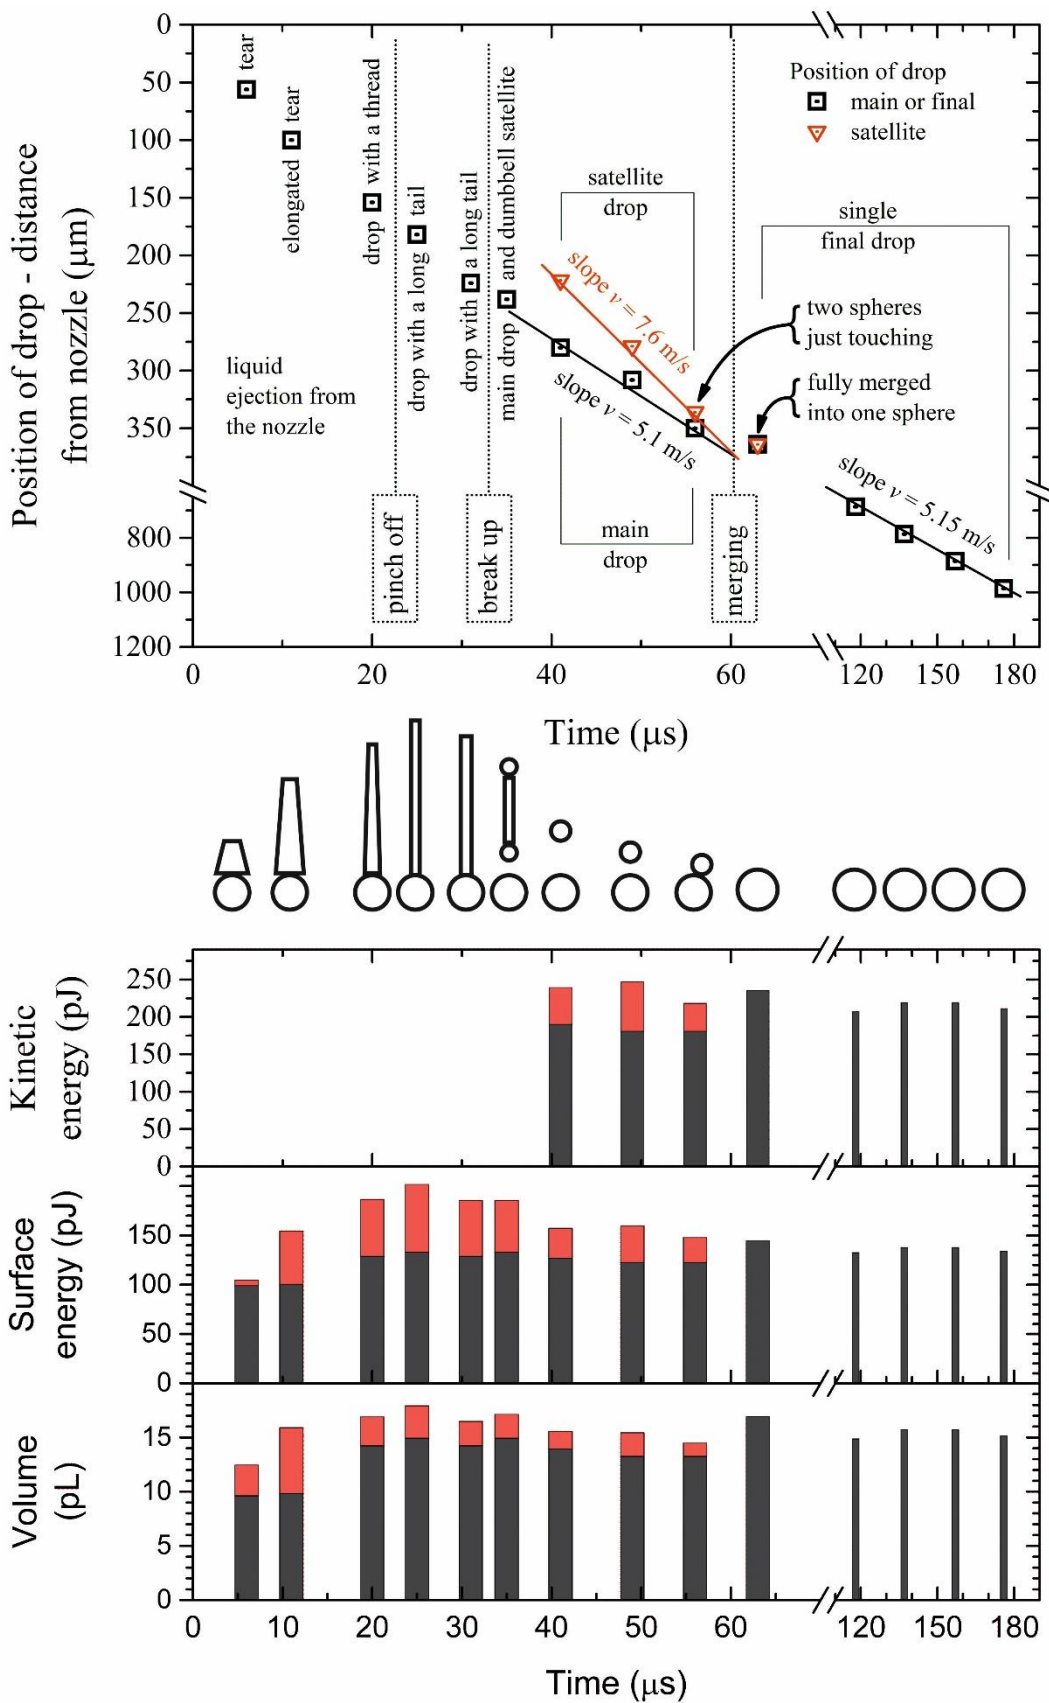 Position of drop - distance
from nozzle (μm)
0
50
100
150
200
250
300
350
800
1000
1200
tear
elongated tear
drop with a thread
drop with a long tail
drop with a long tail
main drop and dumbbell satellite
Position of drop
main or final
satellite
satellite
drop
single
final drop
slope v = 7.6 m/s
slope v = 5.1 m/s
two spheres
just touching
fully merged
into one sphere
liquid
ejection from
the nozzle
slope v = 5.15 m/s
pinch off
break up
main
drop
merging
0
20
40
60
120
150
180
Time (μs)
Kinetic
energy (pJ)
250
200
150
100
50
0
Surface
energy (pJ)
150
100
50
0
Volume
(pL)
15
10
5
0
0
10
20
30
40
50
60
120
150
180
Time (μs)